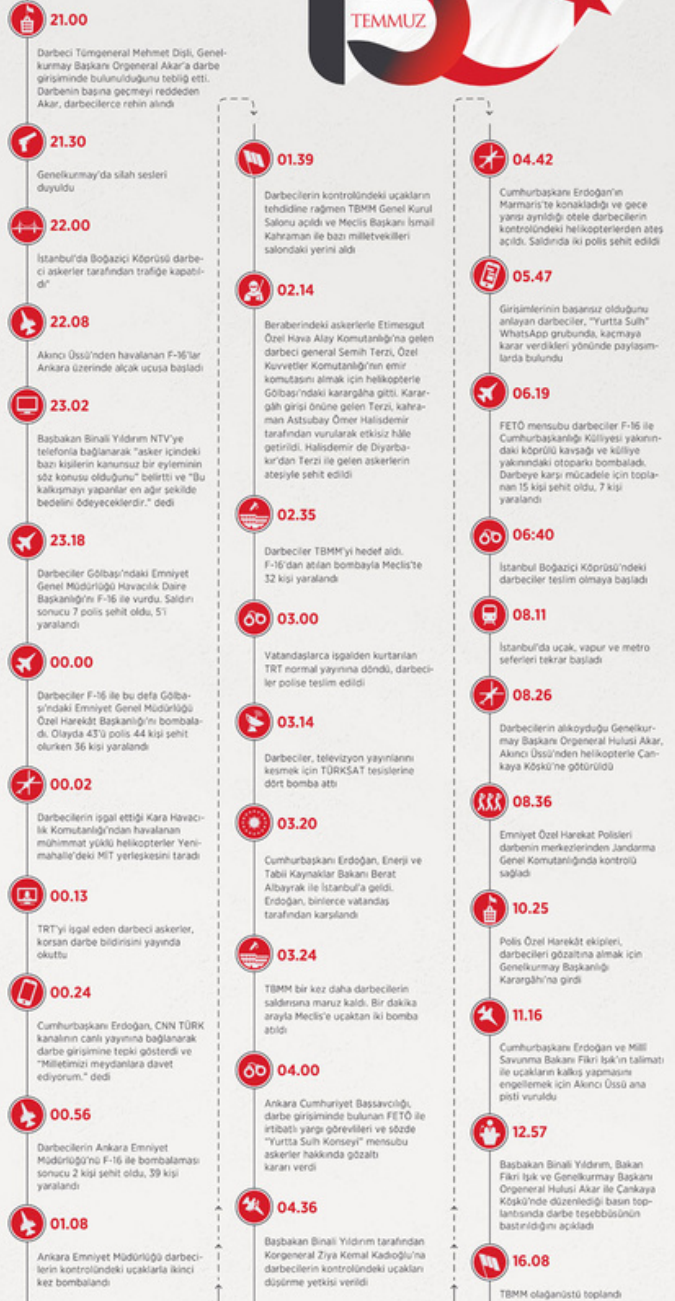 TEMMUZ
21.00
Darbeci Tümgeneral Mehmet Dişli, Genel-
kurmay Başkanı Orgeneral Akar'a darbe
girişiminde bulunulduğunu tebliğ etti.
Darbenin başına geçmeyi reddeden
Akar, darbecilerce rehin alındı
21.30
Genelkurmay'da silah sesleri
duyuldu
22.00
İstanbul'da Boğaziçi Köprüsü darbe-
ci askerler tarafından trafiğe kapatıl-
dı"
22.08
Akıncı Üssü'nden havalanan F-16'lar
Ankara üzerinde alçak uçuşa başladı
23.02
Başbakan Binali Yıldırım NTV'ye
telefonla bağlanarak "asker içindeki
bazı kişilerin kanunsuz bir eyleminin
söz konusu olduğunu" belirtti ve "Bu
kalkışmayı yapanlar en ağır şekilde
bedelini ödeyeceklerdir." dedi
23.18
Darbeciler Gölbaşı'ndaki Emniyet
Genel Müdürlüğü Havacılık Daire
Başkanlığı'nı F-16 ile vurdu. Saldırı
sonucu 7 polis şehit oldu, 5'i
yaralandı
00.00
Darbeciler F-16 ile bu defa Gölba-
şı'ndaki Emniyet Genel Müdürlüğü
Özel Harekât Başkanlığı'nı bombala-
dı. Olayda 43'ü polis 44 kişi şehit
olurken 36 kişi yaralandı
00.02
Darbecilerin işgal ettiği Kara Havacı-
lık Komutanlığı'ndan havalanan
mühimmat yüklü helikopterler Yeni-
mahalle'deki MİT yerleşkesini taradı
00.13
TRT'yi işgal eden darbeci askerler,
korsan darbe bildirisini yayında
okuttu
00.24
Cumhurbaşkanı Erdoğan, CNN TÜRK
kanalının canlı yayınına bağlanarak
darbe girişimine tepki gösterdi ve
"Milletimizi meydanlara davet
ediyorum." dedi
00.56
Darbecilerin Ankara Emniyet
Müdürlüğü'nü F-16 ile bombalaması
sonucu 2 kişi şehit oldu, 39 kişi
yaralandı
01.08
Ankara Emniyet Müdürlüğü darbeci-
lerin kontrolündeki uçaklarla ikinci
kez bombalandı
01.39
Darbecilerin kontrolündeki uçakların
tehdidine rağmen TBMM Genel Kurul
Salonu açıldı ve Meclis Başkanı İsmail
Kahraman ile bazı milletvekilleri
salondaki yerini aldı
02.14
Beraberindeki askerlerle Etimesgut
Özel Hava Alay Komutanlığı'na gelen
darbeci general Semih Terzi, Özel
Kuvvetler Komutanlığı'nın emir
komutasını almak için helikopterle
Gölbaşı'ndaki karargâha gitti. Karar-
gâh girişi önüne gelen Terzi, kahra-
man Astsubay Ömer Halisdemir
tarafından vurularak etkisiz hâle
getirildi. Halisdemir de Diyarba-
kır'dan Terzi ile gelen askerlerin
ateşiyle şehit edildi
02.35
Darbeciler TBMM'yi hedef aldı.
F-16'dan atılan bombayla Meclis'te
32 kişi yaralandı
03.00
Vatandaşlarca işgalden kurtarılan
TRT normal yayınına döndü, darbeci-
ler polise teslim edildi
03.14
Darbeciler, televizyon yayınlarını
kesmek için TÜRKSAT tesislerine
dört bomba attı
03.20
Cumhurbaşkanı Erdoğan, Enerji ve
Tabii Kaynaklar Bakanı Berat
Albayrak ile İstanbul'a geldi.
Erdoğan, binlerce vatandaş
tarafından karşılandı
03.24
TBMM bir kez daha darbecilerin
saldırısına maruz kaldı. Bir dakika
arayla Meclis'e uçaktan iki bomba
atıldı
04.00
Ankara Cumhuriyet Başsavcılığı,
darbe girişiminde bulunan FETÖ ile
irtibatlı yargı görevlileri ve sözde
"Yurtta Sulh Konseyi" mensubu
askerler hakkında gözaltı
kararı verdi
04.36
Başbakan Binali Yıldırım tarafından
Korgeneral Ziya Kemal Kadıoğlu'na
darbecilerin kontrolündeki uçakları
düşürme yetkisi verildi
04.42
Cumhurbaşkanı Erdoğan'ın
Marmaris'te konakladığı ve gece
yarısı ayrıldığı otele darbecilerin
kontrolündeki helikopterlerden ateş
açıldı. Saldırıda iki polis şehit edildi
05.47
Girişimlerinin başarısız olduğunu
anlayan darbeciler, "Yurtta Sulh"
WhatsApp grubunda, kaçmaya
karar verdikleri yönünde paylaşım-
larda bulundu
06.19
FETÖ mensubu darbeciler F-16 ile
Cumhurbaşkanlığı Külliyesi yakının-
daki köprülü kavşağı ve külliye
yakınındaki otoparkı bombaladı.
Darbeye karşı mücadele için topla-
nan 15 kişi şehit oldu, 7 kişi
yaralandı
06:40
İstanbul Boğaziçi Köprüsü'ndeki
darbeciler teslim olmaya başladı
08.11
İstanbul'da uçak, vapur ve metro
seferleri tekrar başladı
08.26
Darbecilerin alıkoyduğu Genelkur-
may Başkanı Orgeneral Hulusi Akar,
Akıncı Üssü'nden helikopterle Çan-
kaya Köşkü'ne götürüldü
08.36
Emniyet Özel Harekat Polisleri
darbenin merkezlerinden Jandarma
Genel Komutanlığında kontrolü
sağladı
10.25
Polis Özel Harekât ekipleri,
darbecileri gözaltına almak için
Genelkurmay Başkanlığı
Karargâhı'na girdi
11.16
Cumhurbaşkanı Erdoğan ve Millî
Savunma Bakanı Fikri Işık'ın talimatı
ile uçakların kalkış yapmasını
engellemek için Akıncı Üssü ana
pisti vuruldu
12.57
Başbakan Binali Yıldırım, Bakan
Fikri Işık ve Genelkurmay Başkanı
Orgeneral Hulusi Akar ile Çankaya
Köşkü'nde düzenlediği basın top-
lantısında darbe teşebbüsünün
bastırıldığını açıkladı
16.08
TBMM olağanüstü toplandı